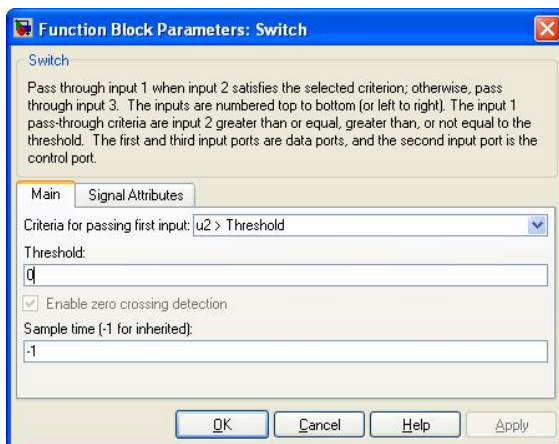 Function Block Parameters: Switch
Switch
Pass through input 1 when input 2 satisfies the selected criterion; otherwise, pass
through input 3.  The inputs are numbered top to bottom (or left to right). The input 1
pass-through criteria are input 2 greater than or equal, greater than, or not equal to the
threshold.  The first and third input ports are data ports, and the second input port is the
control port.
Main
Signal Attributes
Criteria for passing first input: u2 > Threshold
Threshold:
0
Enable zero crossing detection
Sample time (-1 for inherited):
-1
OK
Cancel
Help
Apply